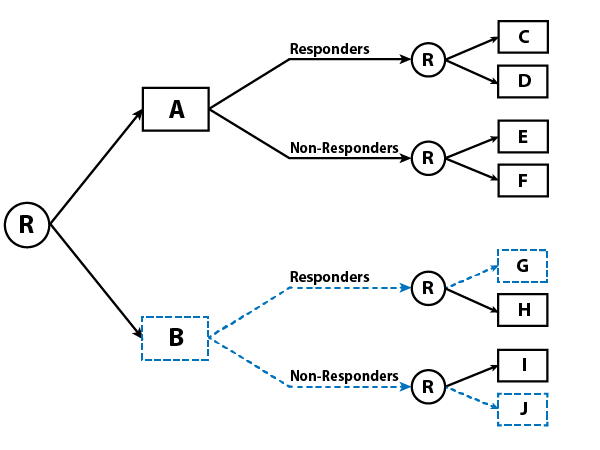 Responders
R
C
D
A
Non-Responders
R
E
F
R
Responders
R
G
H
B
Non-Responders
R
I
J